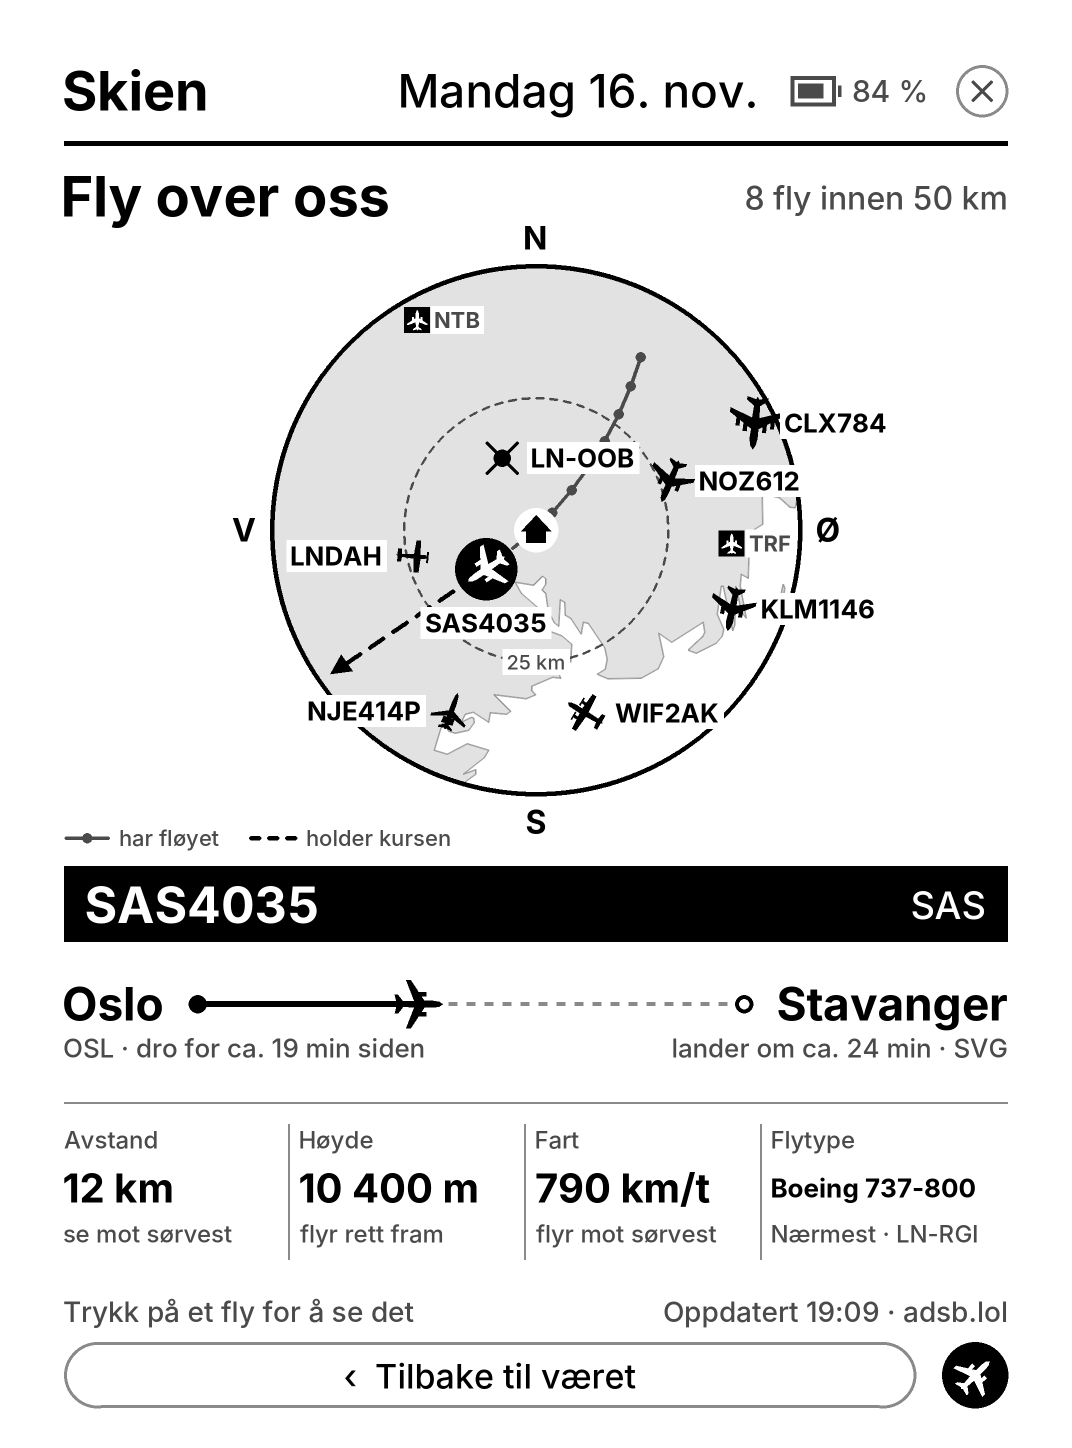 Skien
Mandag 16. nov.
84 %
Fly over oss
8 fly innen 50 km
N
NTB
CLX784
LN-OOB
NOZ612
V
Ø
TRF
LNDAH
KLM1146
SAS4035
25 km
NJE414P
WIF2AK
S
har fløyet
holder kursen
SAS4035
SAS
Oslo
Stavanger
OSL · dro for ca. 19 min siden
lander om ca. 24 min · SVG
Avstand
12 km
se mot sørvest
Høyde
10 400 m
flyr rett fram
Fart
790 km/t
flyr mot sørvest
Flytype
Boeing 737-800
Nærmest · LN-RGI
Trykk på et fly for å se det
Oppdatert 19:09 · adsb.lol
‹ Tilbake til været